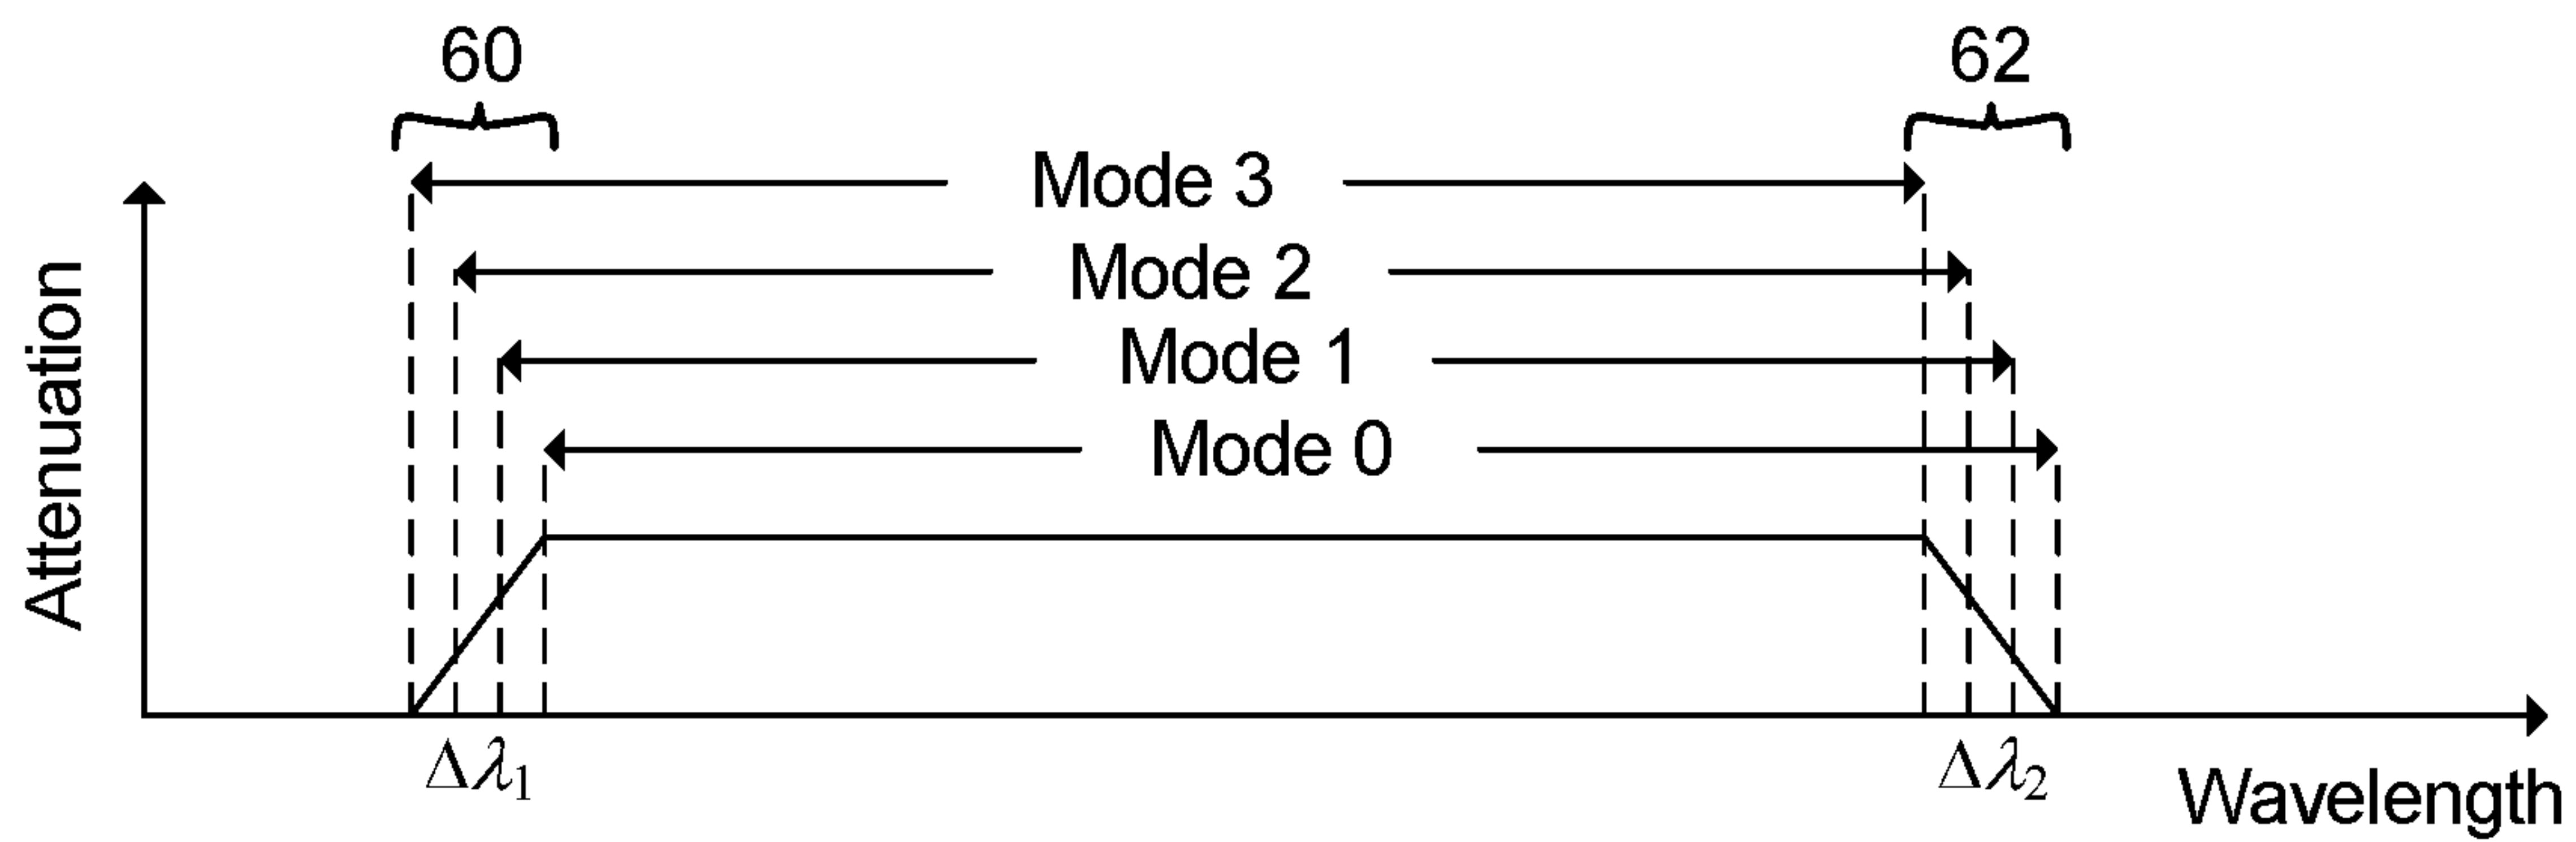 60
62
Mode 3
Mode 2
Mode 1
Mode 0
Attenuation
Δλ1
Δλ2
Wavelength